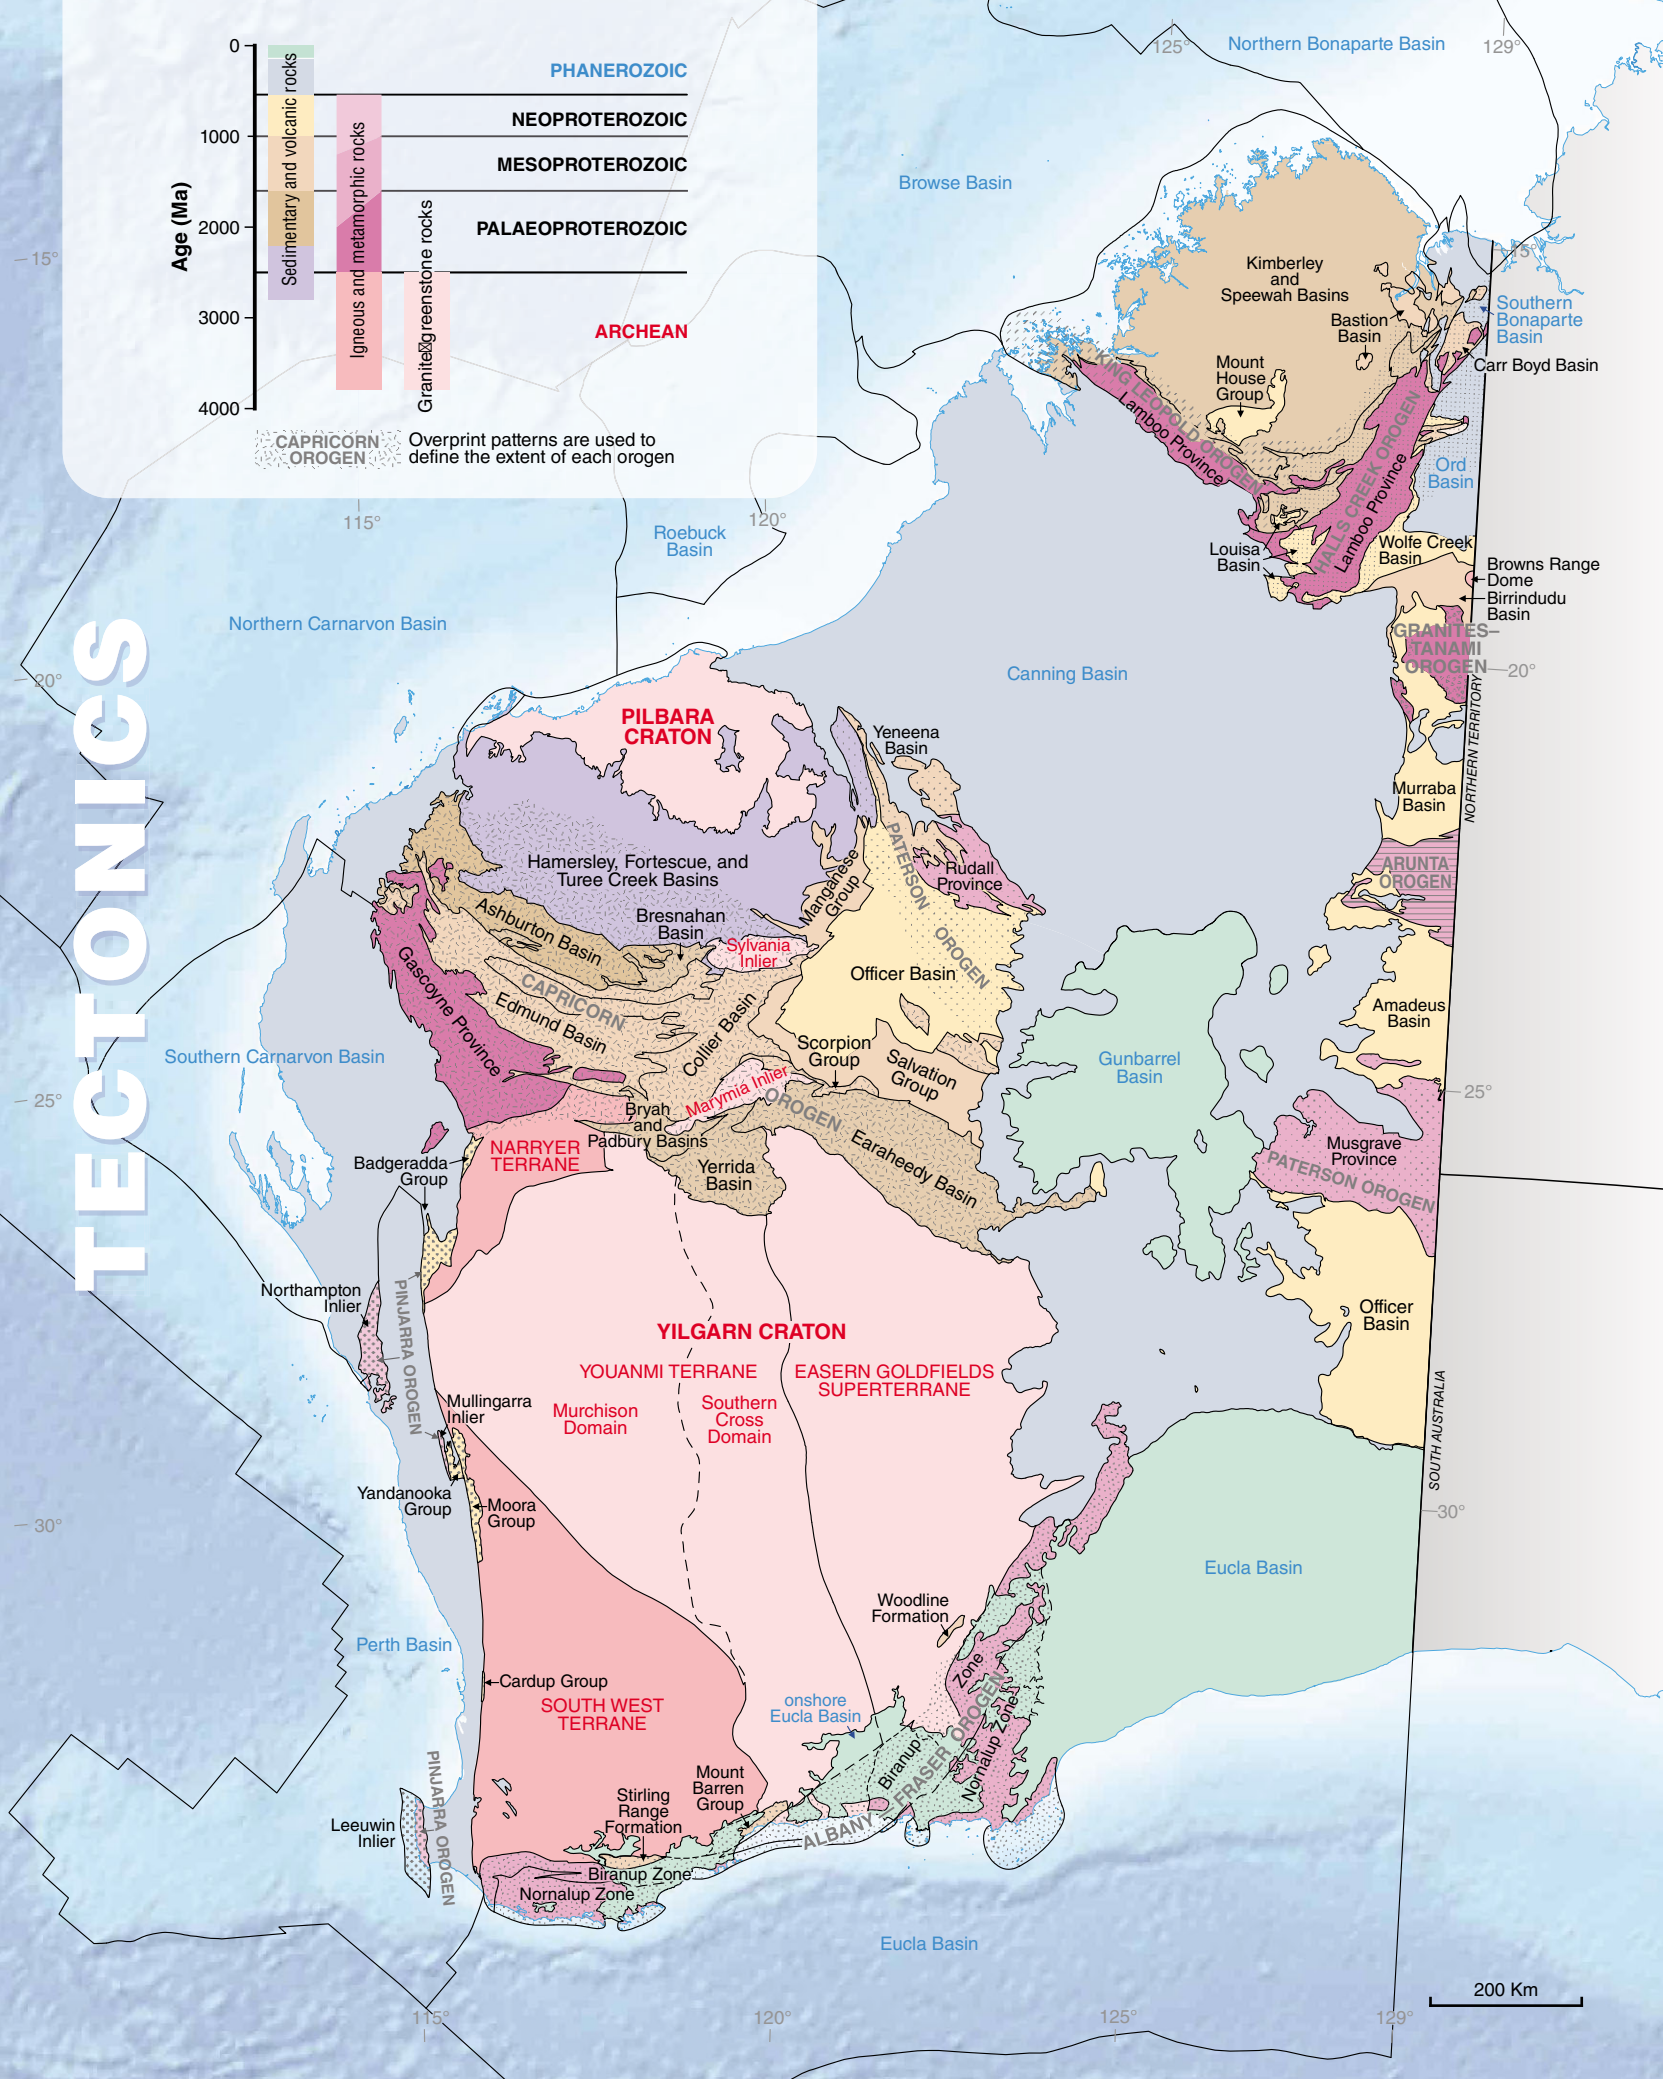 TECTONICS
0
1000
2000
3000
4000
Age (Ma)
Sedimentary and volcanic rocks
Igneous and metamorphic rocks
Granite☒greenstone rocks
PHANEROZOIC
NEOPROTEROZOIC
MESOPROTEROZOIC
PALAEOPROTEROZOIC
ARCHEAN
CAPRICORN
OROGEN
Overprint patterns are used to
define the extent of each orogen
125°
129°
Northern Bonaparte Basin
Browse Basin
15°
15°
Kimberley
and
Speewah Basins
Bastion
Basin
Southern
Bonaparte
Basin
Carr Boyd Basin
Mount
House
Group
KING LEOPOLD OROGEN
Lamboo Province
HALLS CREEK OROGEN
Lamboo Province
Ord
Basin
115°
120°
Roebuck
Basin
Louisa
Basin
Wolfe Creek
Basin
Browns Range
Dome
Birrindudu
Basin
GRANITES–
TANAMI
OROGEN
Northern Carnarvon Basin
20°
20°
Canning Basin
NORTHERN TERRITORY
PILBARA
CRATON
Yeneena
Basin
Murraba
Basin
Hamersley, Fortescue, and
Turee Creek Basins
Manganese
Group
PATERSON
OROGEN
Rudall
Province
ARUNTA
OROGEN
Ashburton Basin
Bresnahan
Basin
Sylvania
Inlier
Officer Basin
Gascoyne Province
CAPRICORN
Edmund Basin
Collier Basin
Amadeus
Basin
Southern Carnarvon Basin
Scorpion
Group
Salvation
Group
Gunbarrel
Basin
Marymia Inlier
OROGEN
25°
25°
Bryah
and
Padbury Basins
NARRYER
TERRANE
Yerrida
Basin
Earaheedy Basin
Musgrave
Province
PATERSON OROGEN
Badgeradda
Group
Northampton
Inlier
PINJARRA OROGEN
Officer
Basin
YILGARN CRATON
YOUANMI TERRANE
EASERN GOLDFIELDS
SUPERTERRANE
Murchison
Domain
Southern
Cross
Domain
Mullingarra
Inlier
Yandanooka
Group
Moora
Group
SOUTH AUSTRALIA
30°
30°
Eucla Basin
Woodline
Formation
Perth Basin
Cardup Group
SOUTH WEST
TERRANE
onshore
Eucla Basin
Biranup
Zone
Nornalup Zone
ALBANY – FRASER OROGEN
Mount
Barren
Group
Stirling
Range
Formation
Leeuwin
Inlier
PINJARRA OROGEN
Biranup Zone
Nornalup Zone
Eucla Basin
200 Km
115°
120°
125°
129°